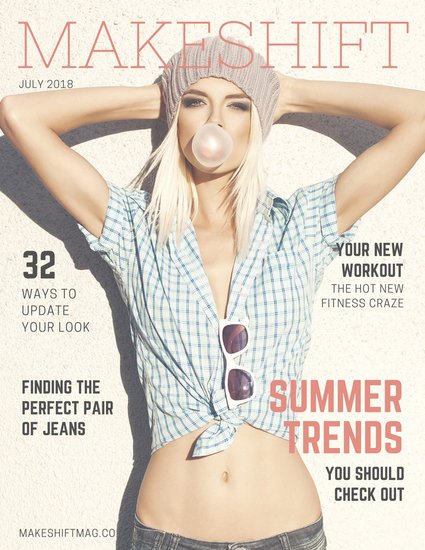 MAKESHIFT
JULY 2018
32
WAYS TO
UPDATE
YOUR LOOK
YOUR NEW
WORKOUT
THE HOT NEW
FITNESS CRAZE
FINDING THE
PERFECT PAIR
OF JEANS
SUMMER
TRENDS
YOU SHOULD
CHECK OUT
MAKESHIFTMAG.CO